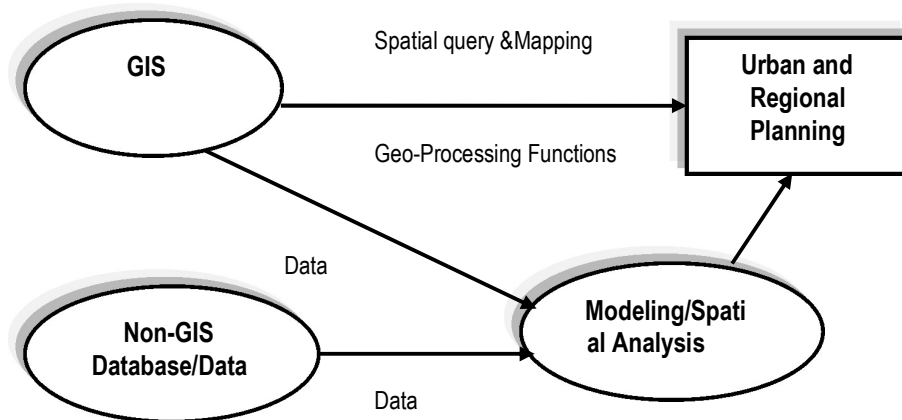 Spatial query &Mapping
GIS
Urban and
Regional
Planning
Geo-Processing Functions
Data
Modeling/Spati
al Analysis
Non-GIS
Database/Data
Data